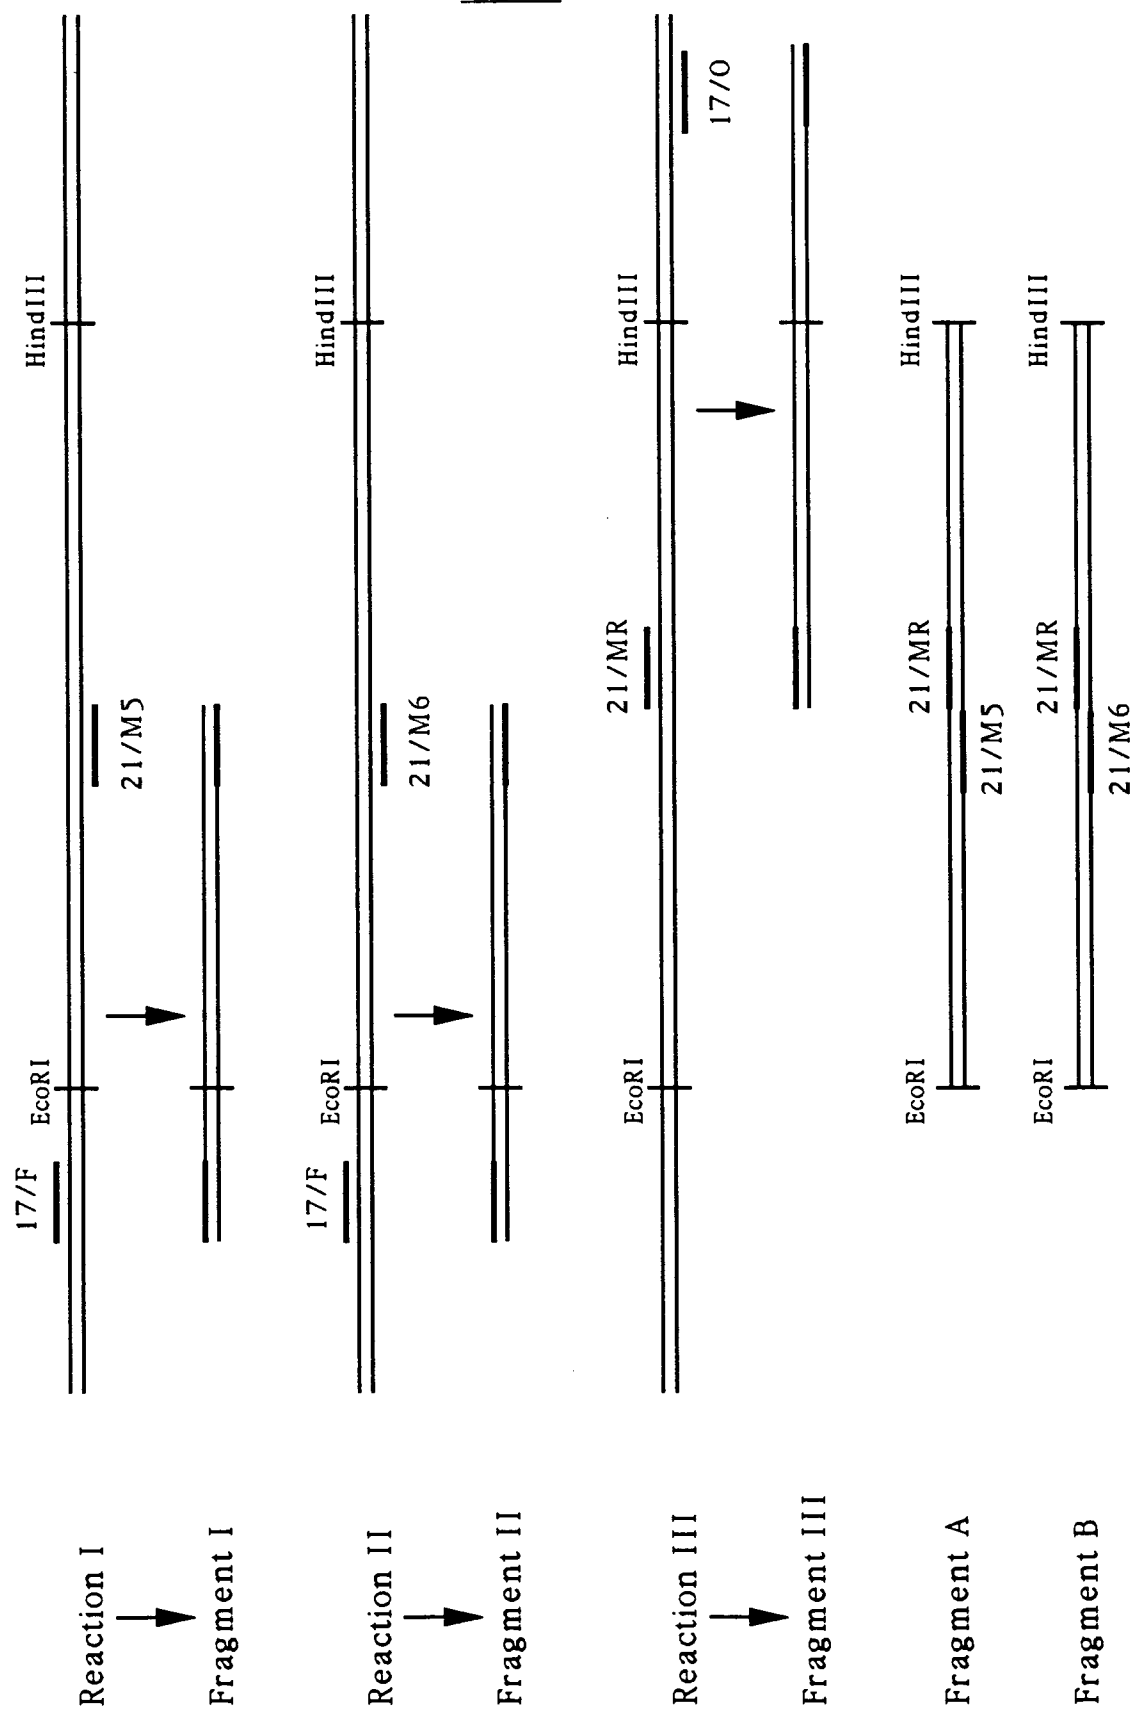 17/F
EcoRI
HindIII
Reaction I
21/M5
Fragment I
17/F
EcoRI
HindIII
Reaction II
21/M6
Fragment II
21/MR
EcoRI
HindIII
Reaction III
17/O
Fragment III
EcoRI
21/MR
HindIII
Fragment A
21/M5
EcoRI
21/MR
HindIII
Fragment B
21/M6